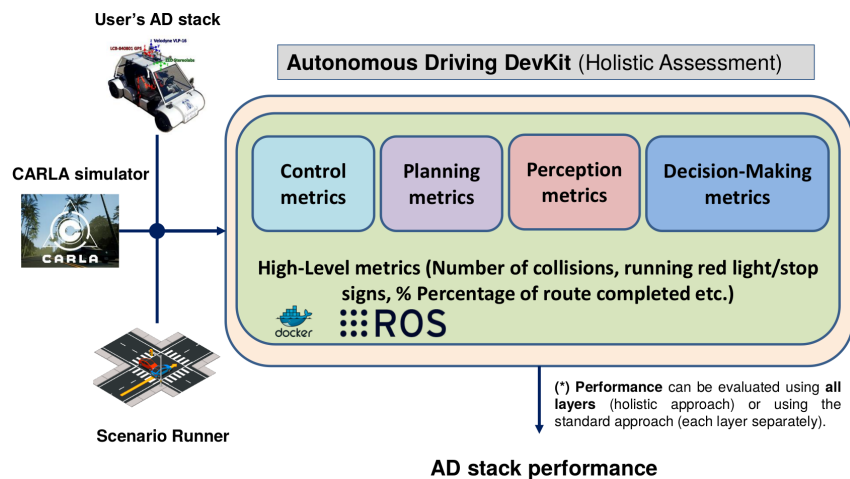 User's AD stack
Velodyne VLP-16
Autonomous Driving DevKit (Holistic Assessment)
CARLA simulator
CARLA
Control
metrics
Planning
metrics
Perception
metrics
Decision-Making
metrics
High-Level metrics (Number of collisions, running red light/stop
signs, % Percentage of route completed etc.)
docker
ROS
Scenario Runner
(*) Performance can be evaluated using all
layers (holistic approach) or using the
standard approach (each layer separately).
AD stack performance